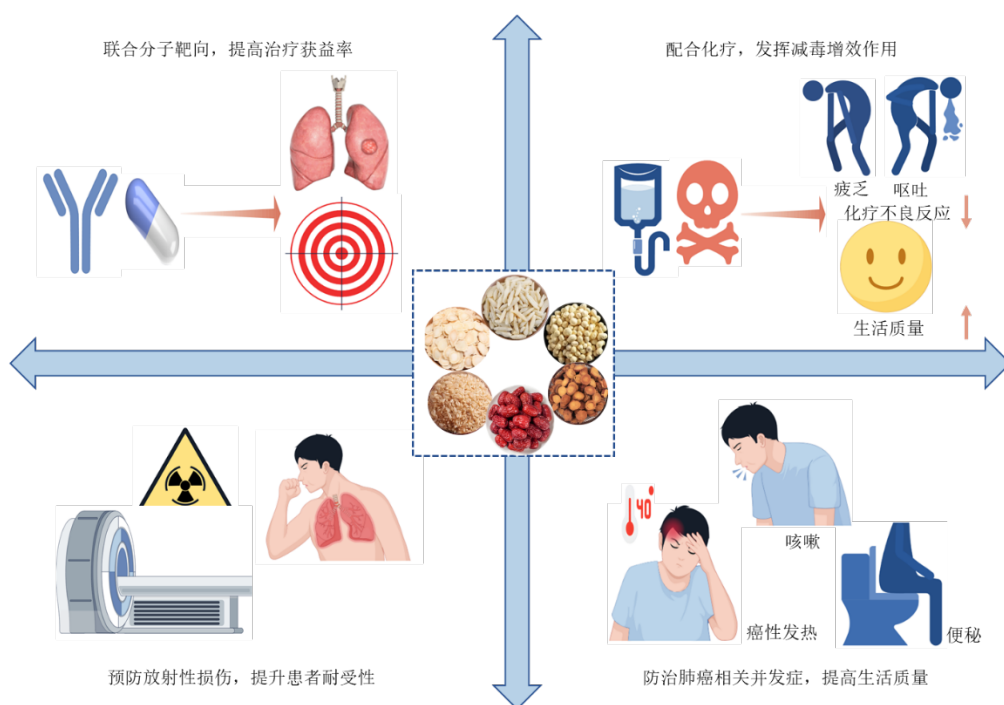 联合分子靶向，提高治疗获益率
配合化疗，发挥减毒增效作用
疲乏
呕吐
化疗不良反应
生活质量
40
咳嗽
癌性发热
便秘
预防放射性损伤，提升患者耐受性
防治肺癌相关并发症，提高生活质量